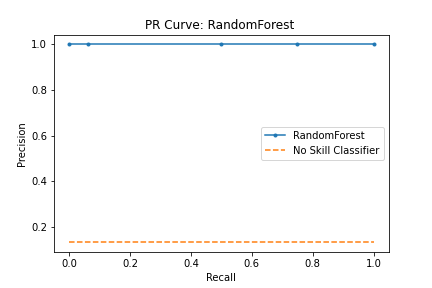 PR Curve: RandomForest
1.0
0.8
0.6
0.4
0.2
Precision
RandomForest
No Skill Classifier
0.0 0.2 0.4 0.6 0.8 1.0
Recall